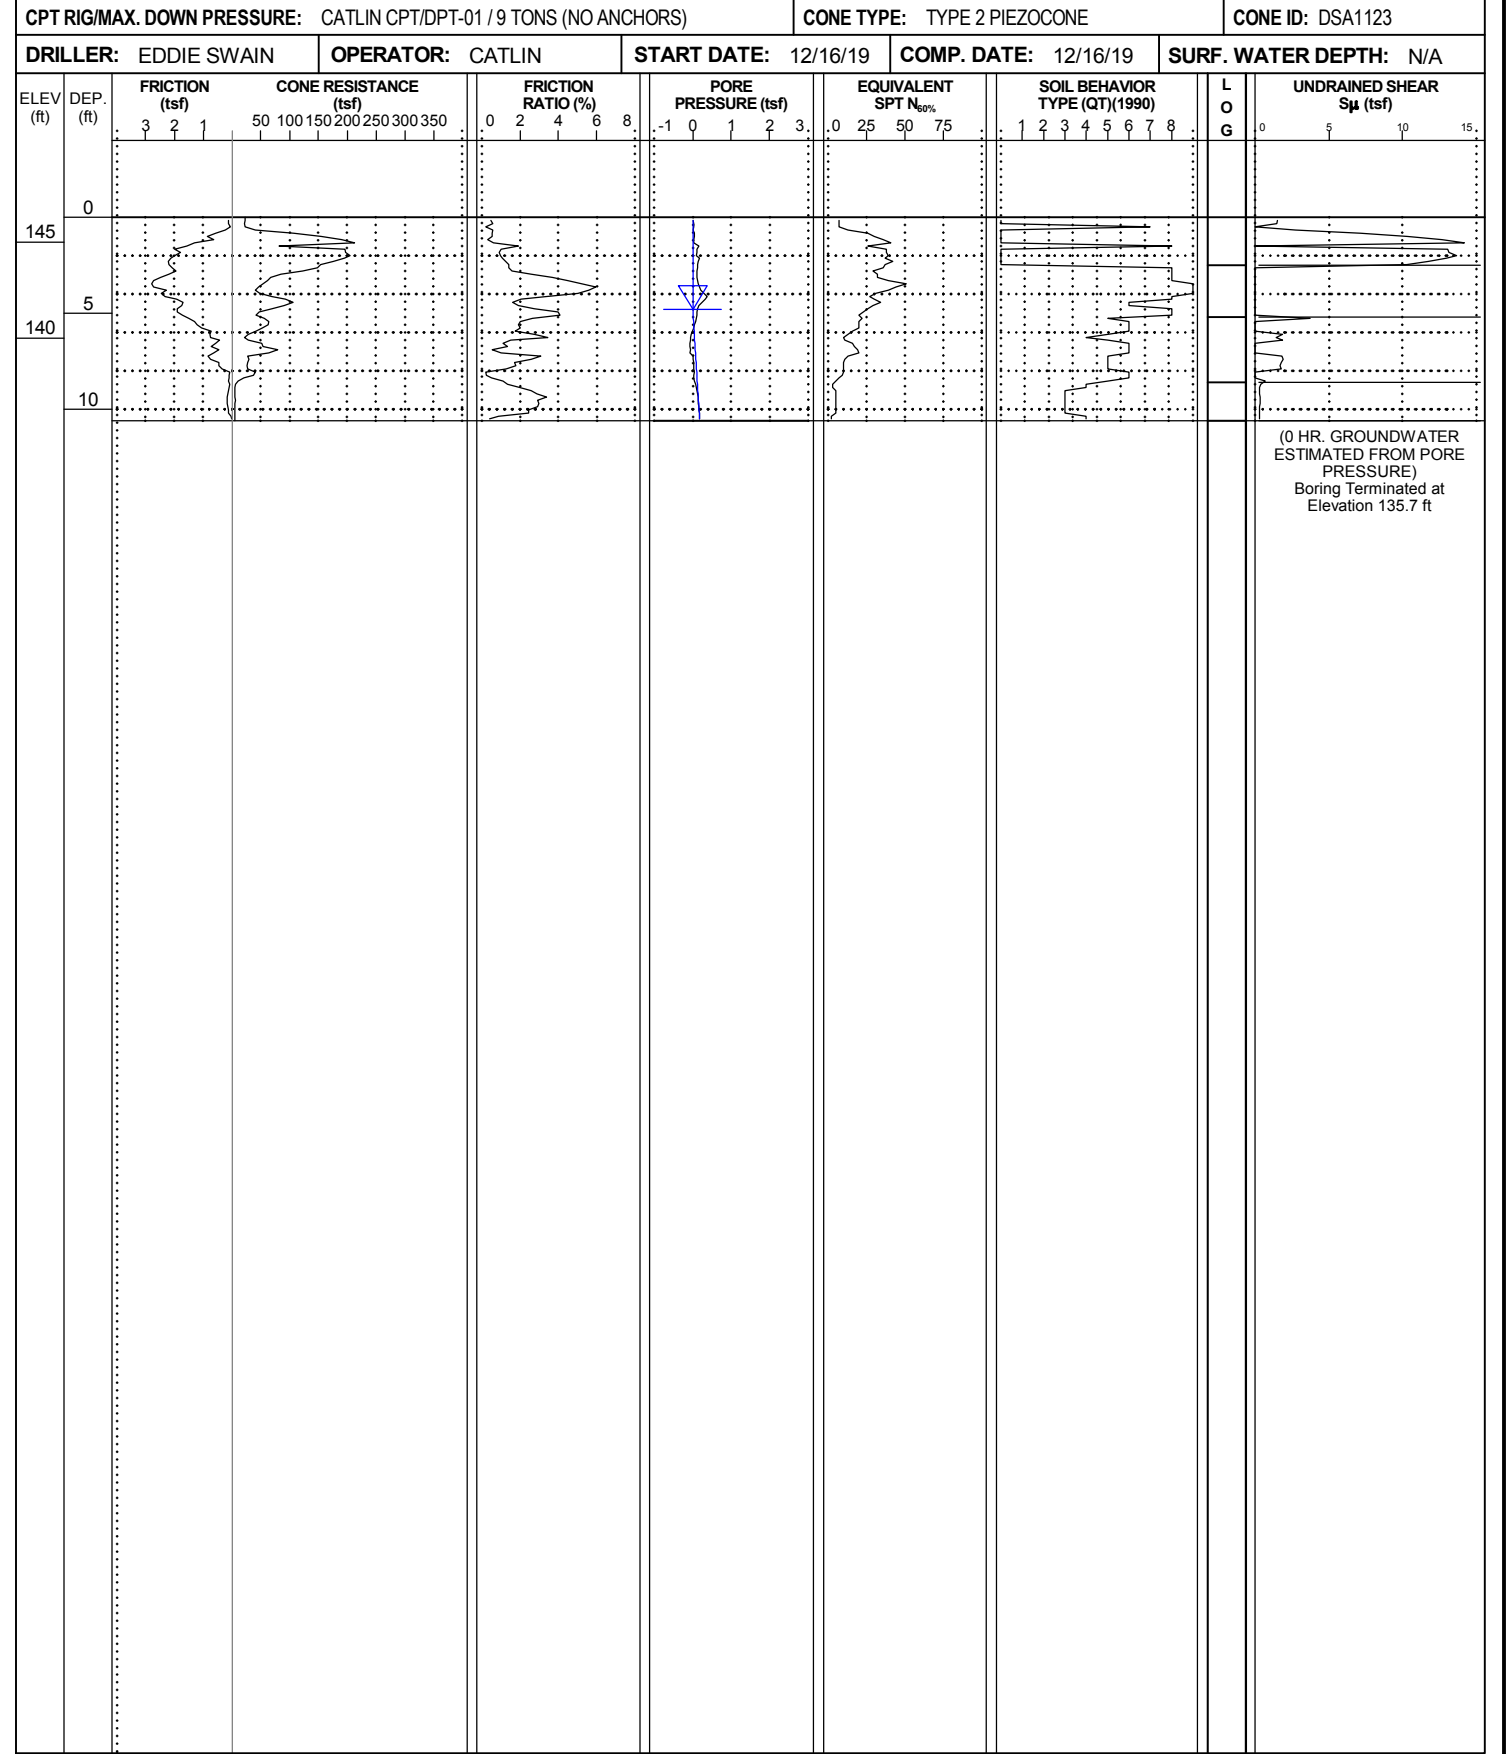 CPT RIG/MAX. DOWN PRESSURE: CATLIN CPT/DPT-01 / 9 TONS (NO ANCHORS) CONE TYPE: TYPE 2 PIEZOCONE CONE ID: DSA1123
DRILLER: EDDIE SWAIN OPERATOR: CATLIN START DATE: 12/16/19 COMP. DATE: 12/16/19 SURF. WATER DEPTH: N/A
ELEV (ft)
DEP. (ft)
FRICTION
(tsf)
3 2 1
CONE RESISTANCE
(tsf)
50 100 150 200 250 300 350
FRICTION
RATIO (%)
0 2 4 6 8
PORE
PRESSURE (tsf)
-1 0 1 2 3
EQUIVALENT
SPT N60%
0 25 50 75
SOIL BEHAVIOR
TYPE (QT)(1990)
1 2 3 4 5 6 7 8
L
O
G
UNDRAINED SHEAR
Sµ (tsf)
0 5 10 15
0
145
5
140
10
(0 HR. GROUNDWATER
ESTIMATED FROM PORE
PRESSURE)
Boring Terminated at
Elevation 135.7 ft